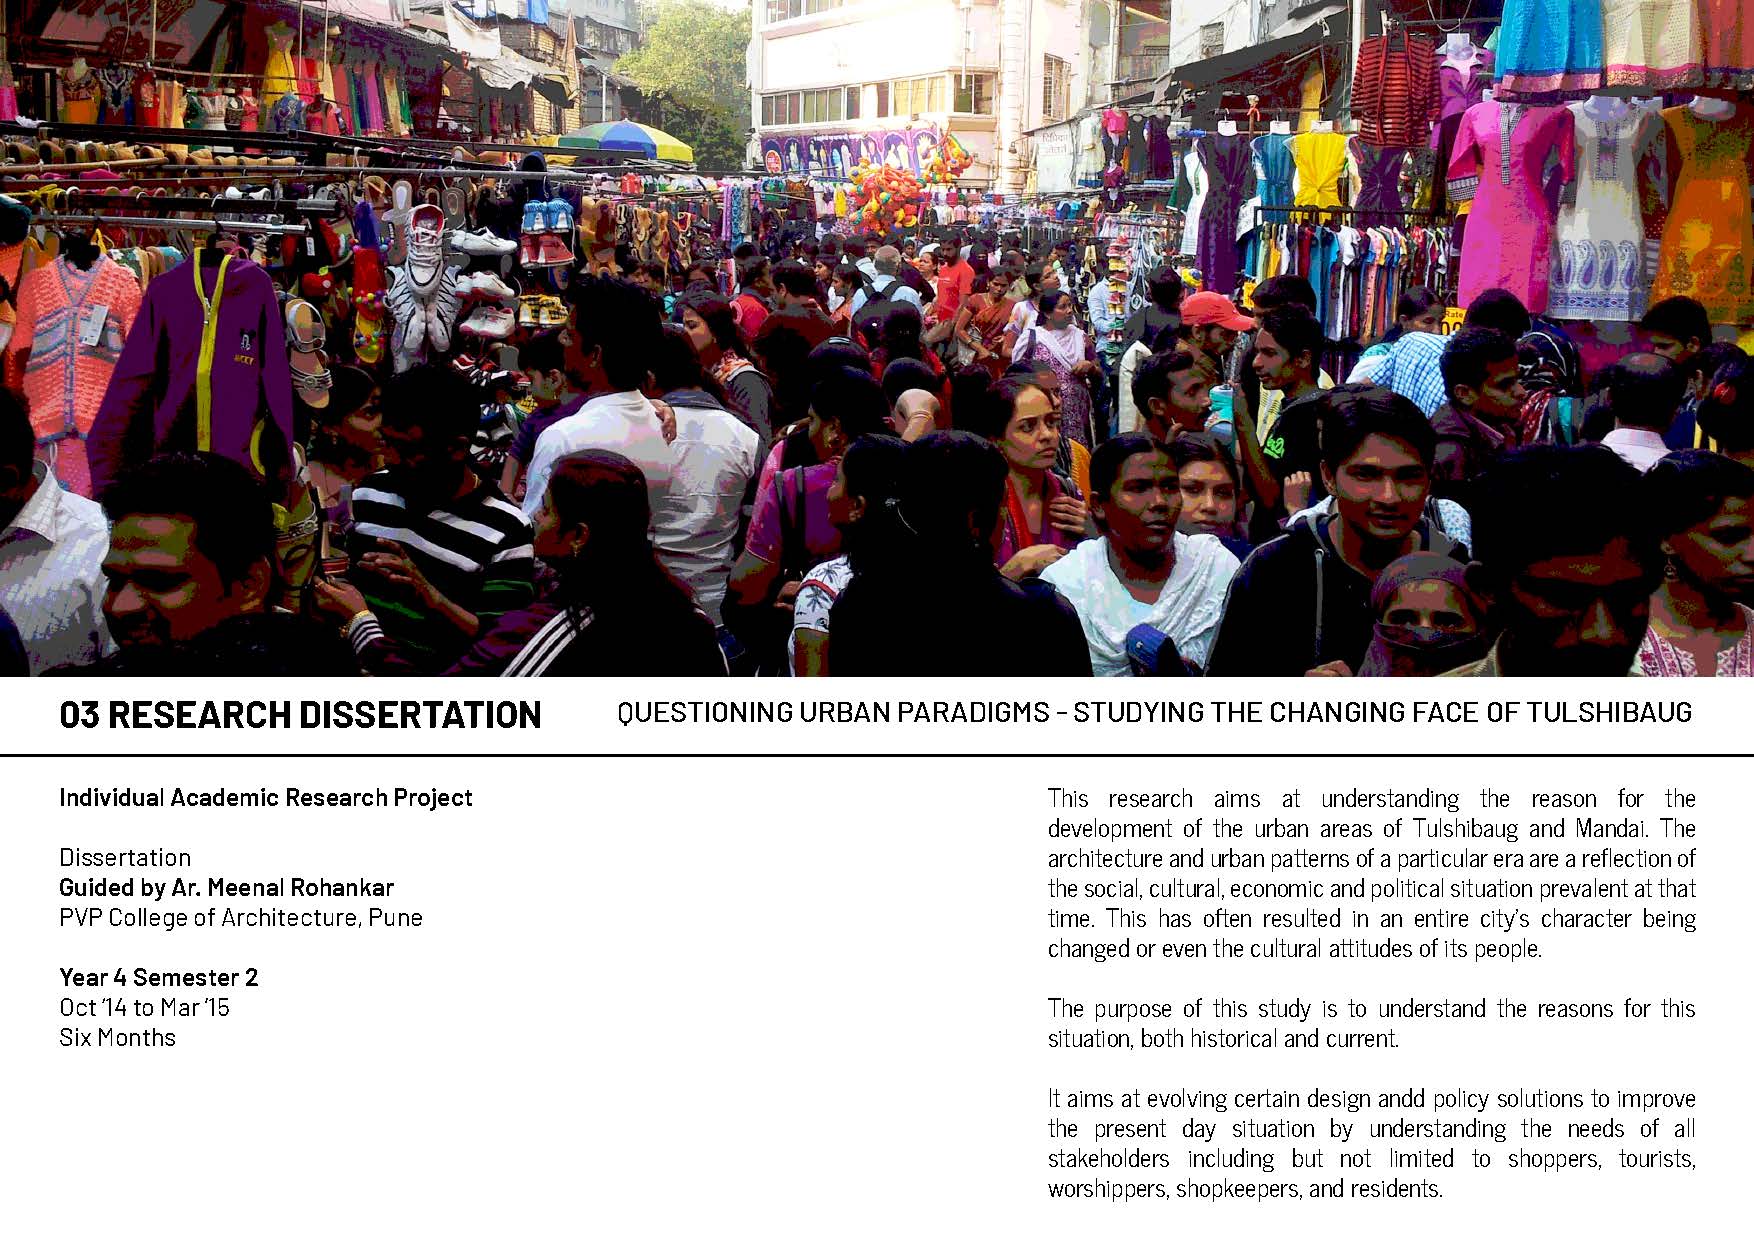 03 RESEARCH DISSERTATION
QUESTIONING URBAN PARADIGMS - STUDYING THE CHANGING FACE OF TULSHIBAUG
Individual Academic Research Project
Dissertation
Guided by Ar. Meenal Rohankar
PVP College of Architecture, Pune
Year 4 Semester 2
Oct '14 to Mar '15
Six Months
This research aims at understanding the reason for the
development of the urban areas of Tulshibaug and Mandai. The
architecture and urban patterns of a particular era are a reflection of
the social, cultural, economic and political situation prevalent at that
time. This has often resulted in an entire city's character being
changed or even the cultural attitudes of its people.
The purpose of this study is to understand the reasons for this
situation, both historical and current.
It aims at evolving certain design andd policy solutions to improve
the present day situation by understanding the needs of all
stakeholders including but not limited to shoppers, tourists,
worshippers, shopkeepers, and residents.